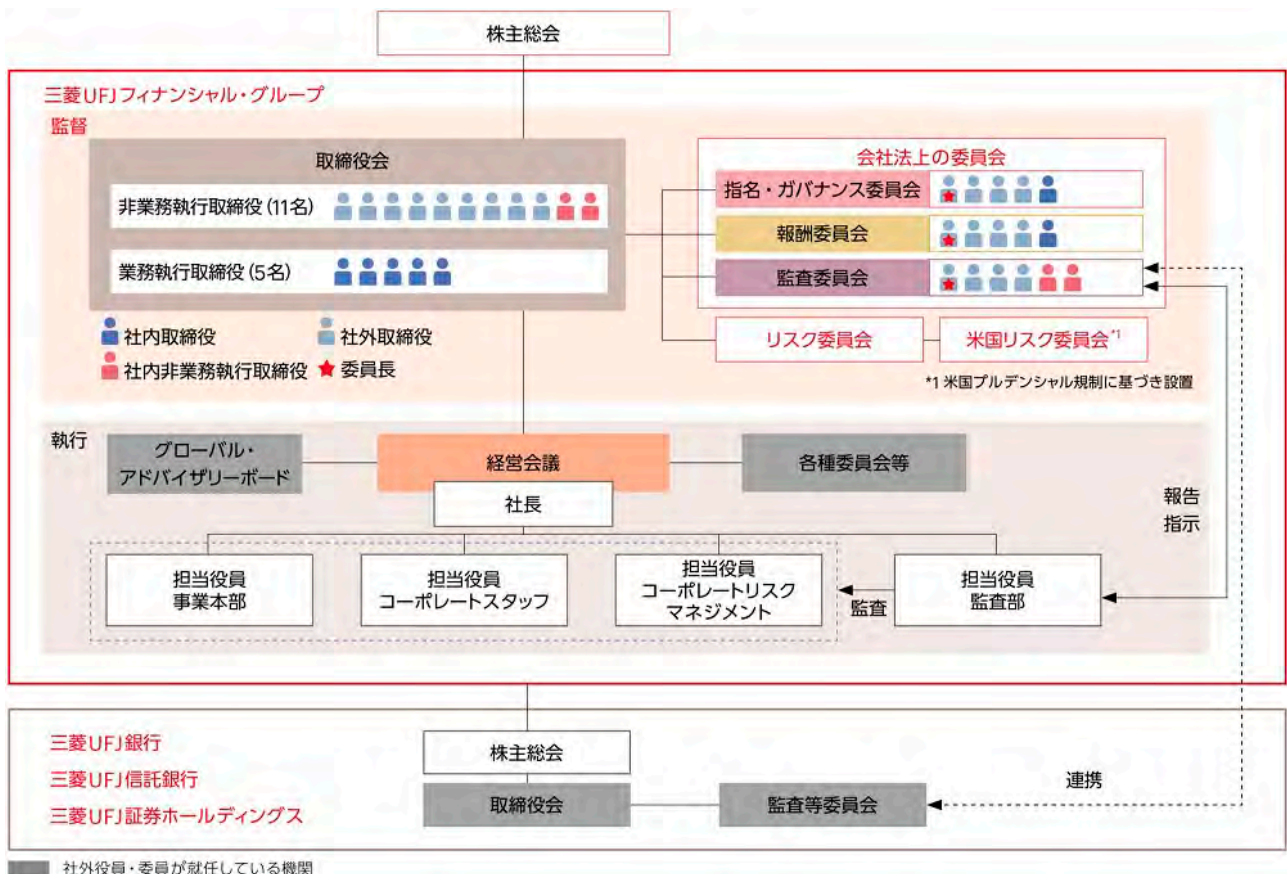 株主総会
三菱UFJフィナンシャル・グループ
監督
取締役会
非業務執行取締役(11名)
業務執行取締役(5名)
社内取締役
社外取締役
社内非業務執行取締役
委員長
会社法上の委員会
指名・ガバナンス委員会
報酬委員会
監査委員会
リスク委員会
米国リスク委員会*1
*1 米国プルデンシャル規制に基づき設置
執行
グローバル・
アドバイザリーボード
経営会議
各種委員会等
社長
報告
指示
担当役員
事業本部
担当役員
コーポレートスタッフ
担当役員
コーポレートリスク
マネジメント
監査
担当役員
監査部
三菱UFJ銀行
三菱UFJ信託銀行
三菱UFJ証券ホールディングス
株主総会
取締役会
監査等委員会
連携
社外役員・委員が就任している機関